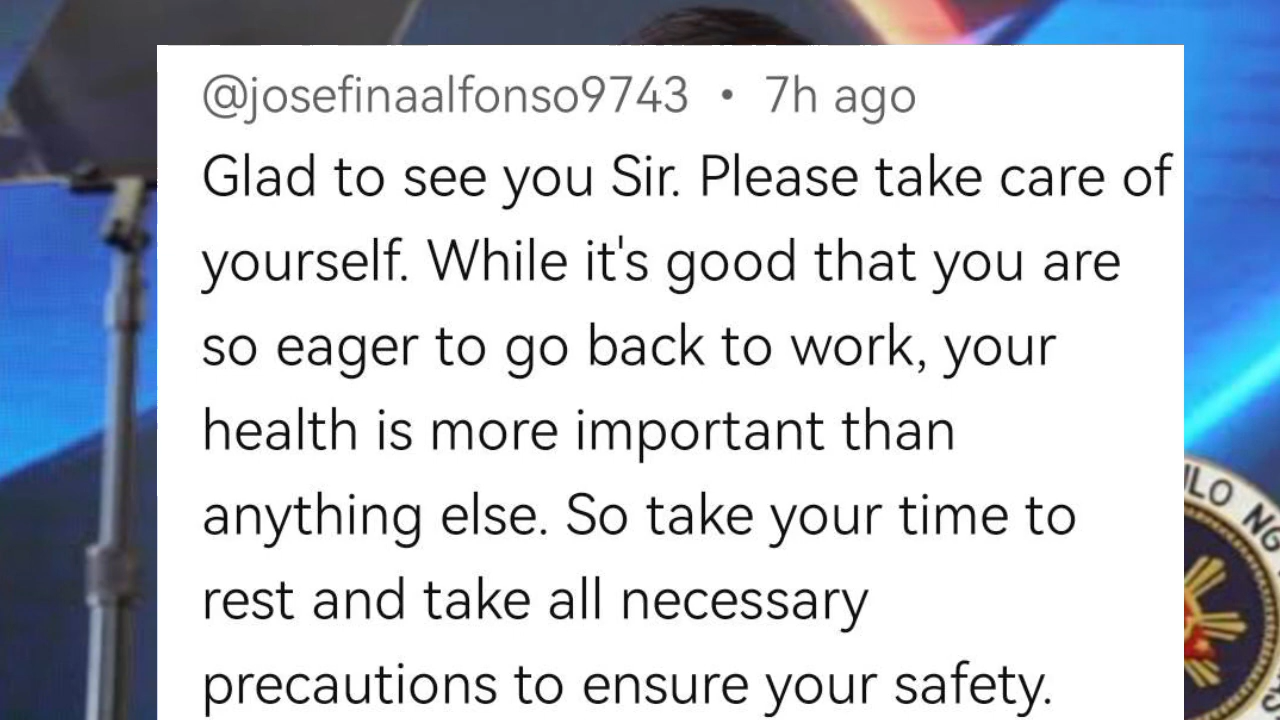 @josefinaalfonso9743 • 7h ago
Glad to see you Sir. Please take care of
yourself. While it's good that you are
so eager to go back to work, your
health is more important than
anything else. So take your time to
rest and take all necessary
precautions to ensure your safety.
NG